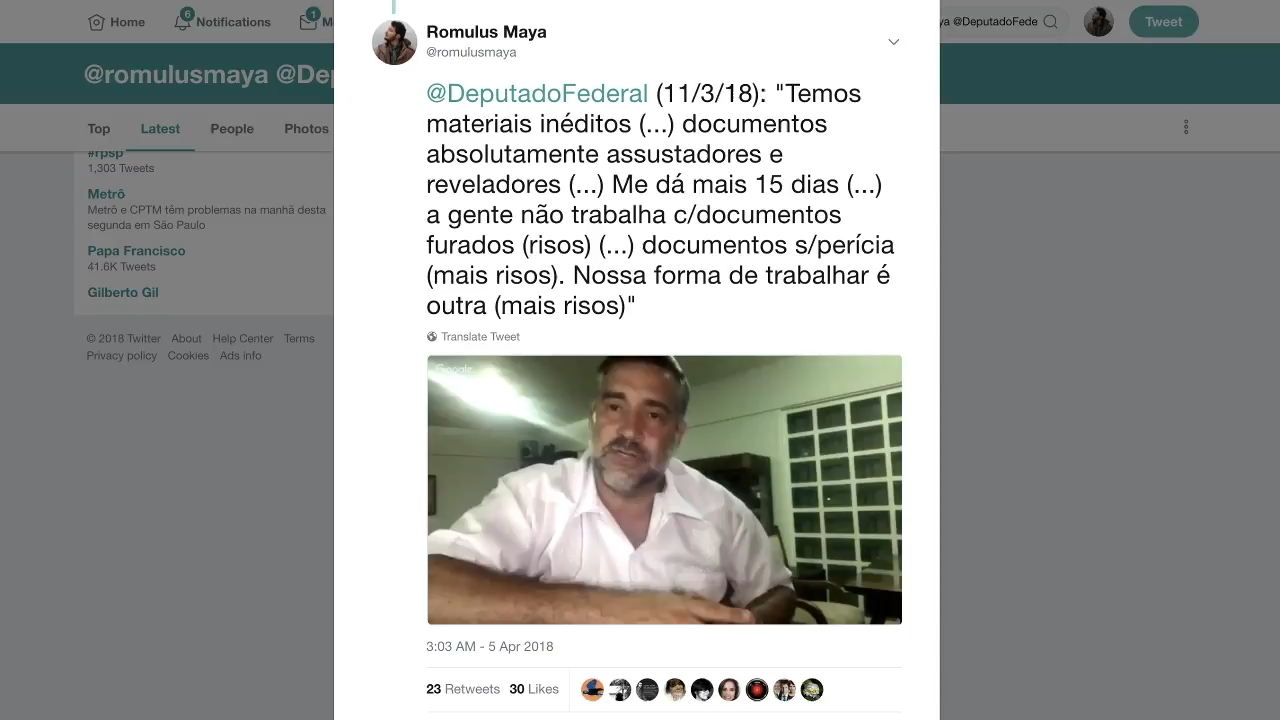 Home
6
Notifications
1
M
ya @DeputadoFede
Tweet
@romulusmaya @Dep
Top
Latest
People
Photos
#rpsp
1,303 Tweets
Metrô
Metrô e CPTM têm problemas na manhã desta
segunda em São Paulo
Papa Francisco
41.6K Tweets
Gilberto Gil
© 2018 Twitter About Help Center Terms
Privacy policy Cookies Ads info
Romulus Maya
@romulusmaya
@DeputadoFederal (11/3/18): "Temos
materiais inéditos (...) documentos
absolutamente assustadores e
reveladores (...) Me dá mais 15 dias (...)
a gente não trabalha c/documentos
furados (risos) (...) documentos s/perícia
(mais risos). Nossa forma de trabalhar é
outra (mais risos)"
Translate Tweet
Google
3:03 AM - 5 Apr 2018
23 Retweets 30 Likes